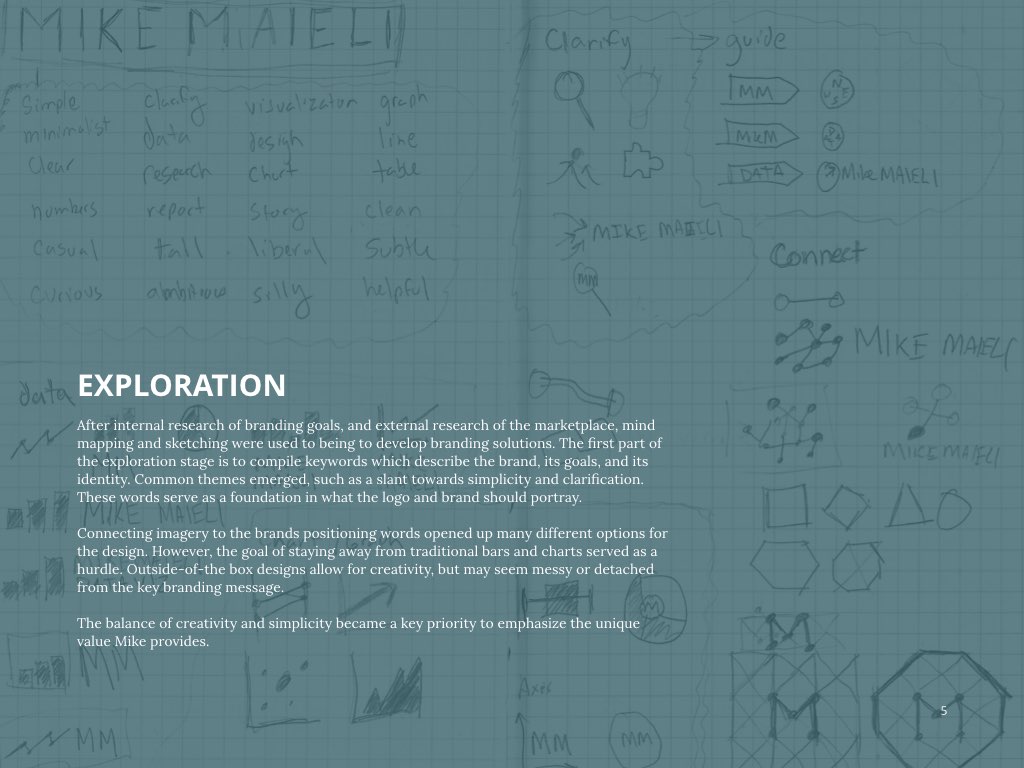 MIKE MAIELI
Simple clarify visualization graph
minimalist data design line
Clear research chart table
numbers report story clean
Casual tall liberal Subtle
Curious ambitious silly helpful
Clarify guide
MM
M&M
DATA Mike MAIELI
MIKE MAIELI
MM
Connect
MIKE MAIELI
MIKE MAIELI
data
EXPLORATION
After internal research of branding goals, and external research of the marketplace, mind
mapping and sketching were used to being to develop branding solutions. The first part of
the exploration stage is to compile keywords which describe the brand, its goals, and its
identity. Common themes emerged, such as a slant towards simplicity and clarification.
These words serve as a foundation in what the logo and brand should portray.
Connecting imagery to the brands positioning words opened up many different options for
the design. However, the goal of staying away from traditional bars and charts served as a
hurdle. Outside-of-the box designs allow for creativity, but may seem messy or detached
from the key branding message.
The balance of creativity and simplicity became a key priority to emphasize the unique
value Mike provides.
MIKE MAIELI
M
M
MM
Axes
M
M
MM
MM
MM
5